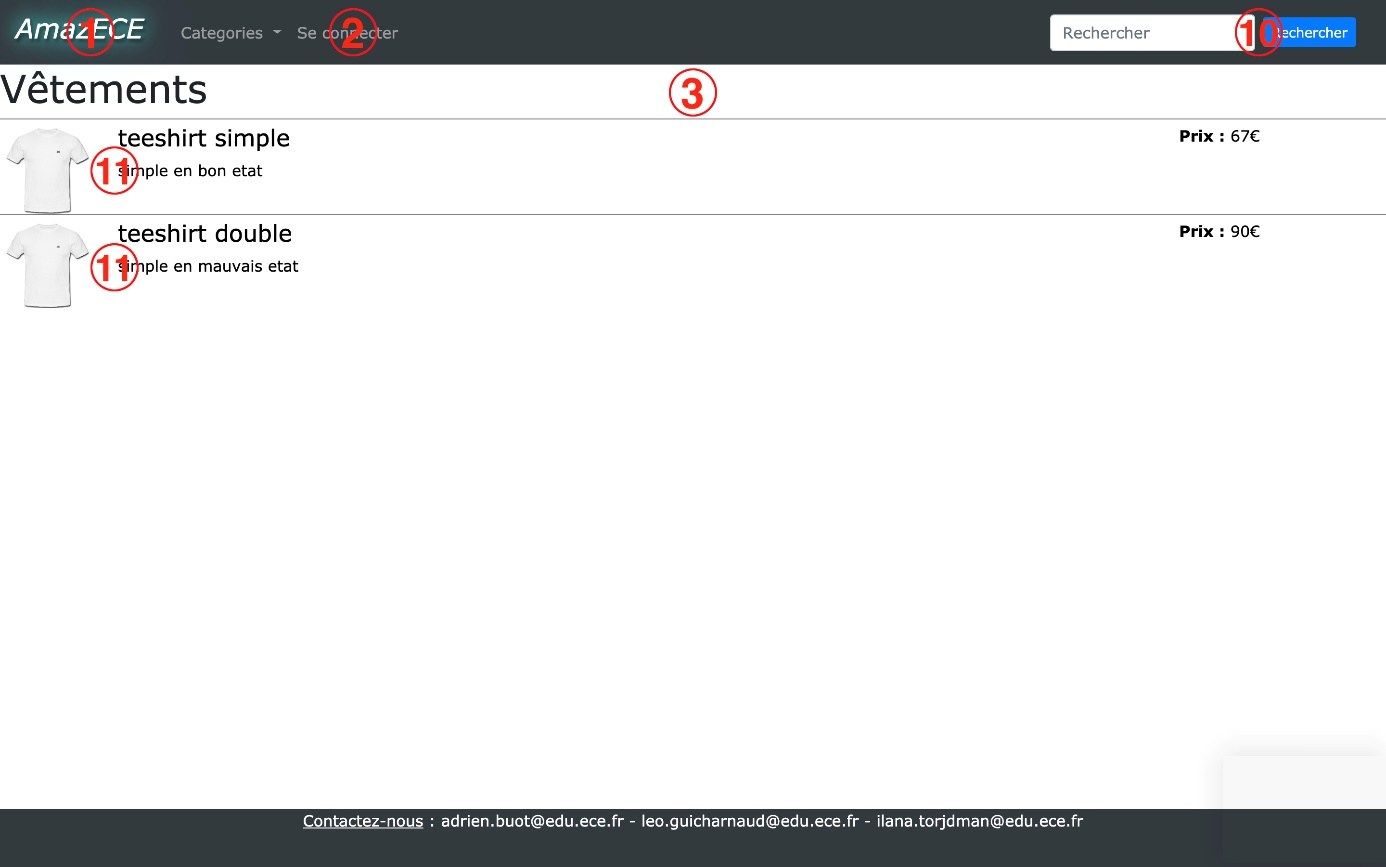 AmazECE Categories Se connecter Rechercher Rechercher
1 2 10
Vêtements
3
teeshirt simple Prix : 67€
11 simple en bon etat
teeshirt double Prix : 90€
11 simple en mauvais etat
Contactez-nous : adrien.buot@edu.ece.fr - leo.guicharnaud@edu.ece.fr - ilana.torjdman@edu.ece.fr